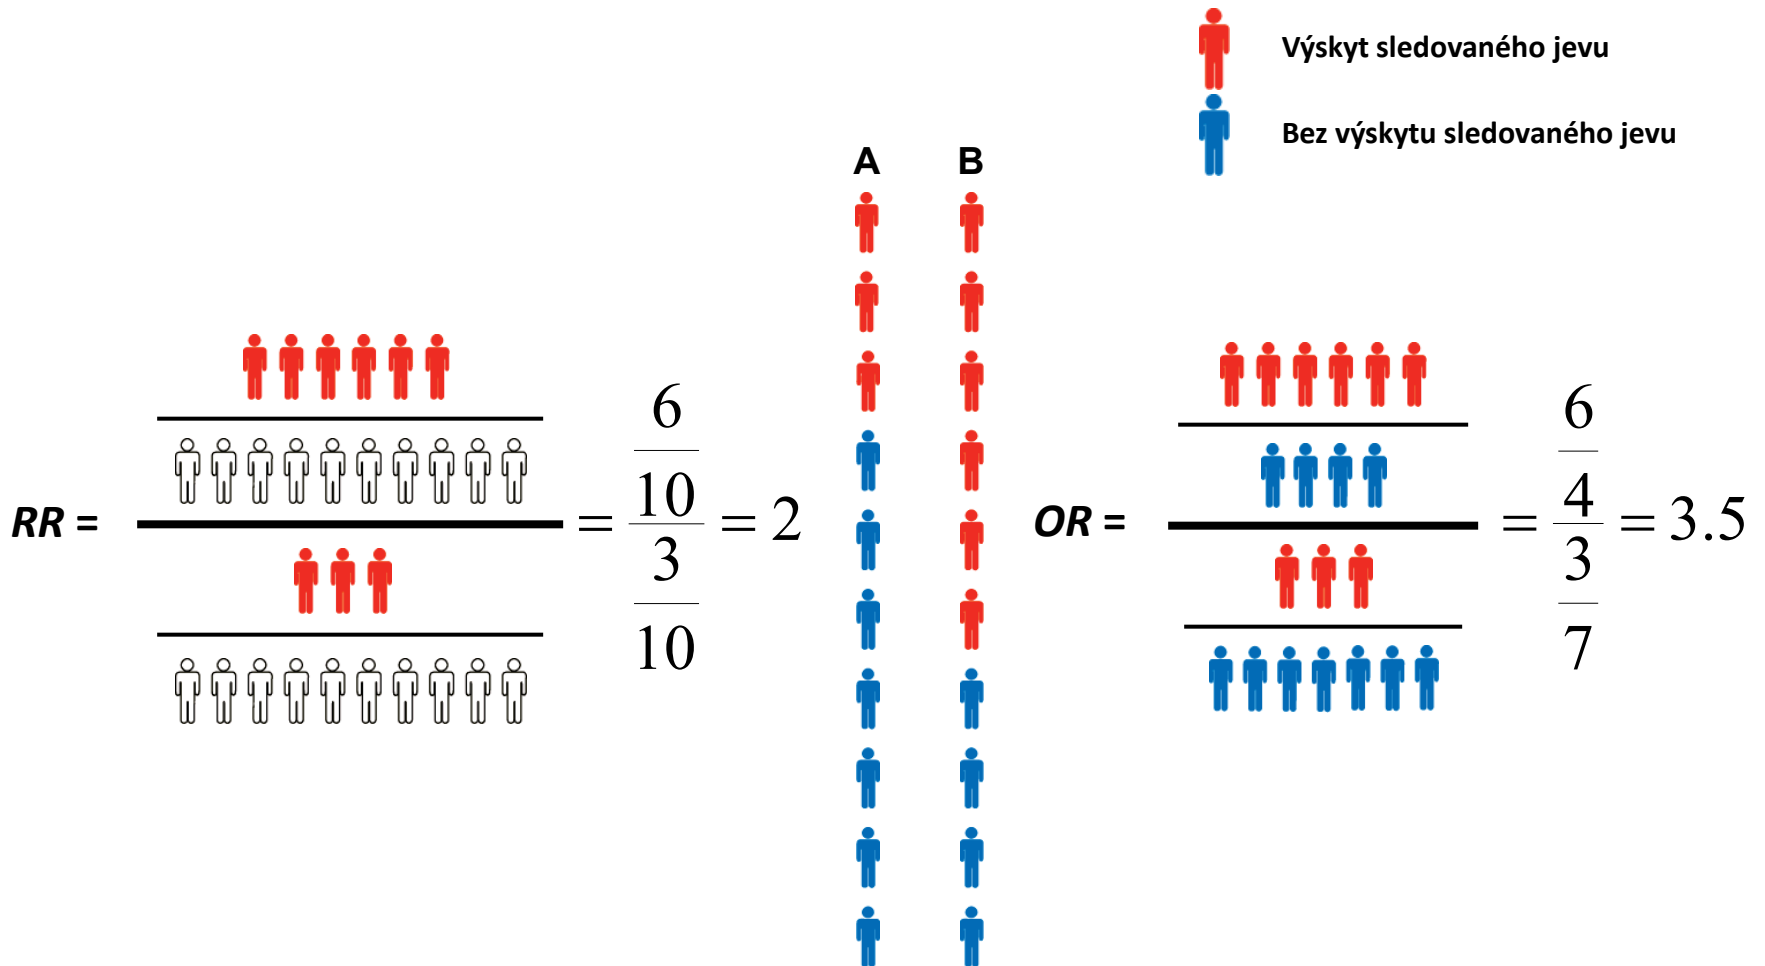 Výskyt sledovaného jevu
Bez výskytu sledovaného jevu
A B
RR = = 6/10 / 3/10 = 2
OR = = 6/4 / 3/7 = 3.5